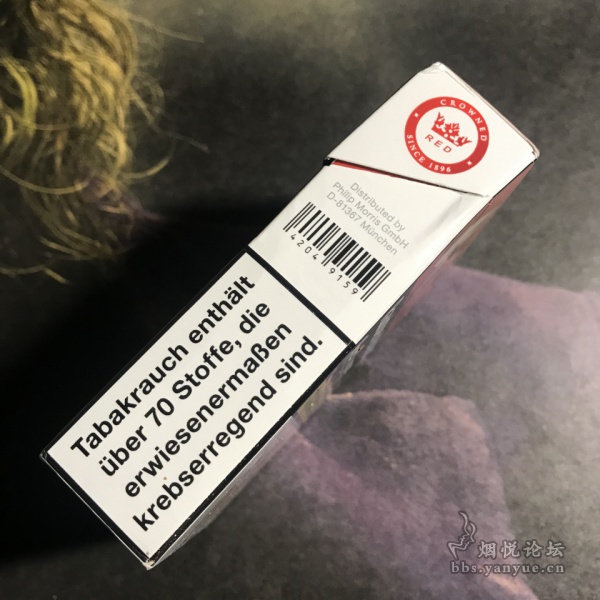 CROWNED
RED
SINCE 1896
Distributed by
Philip Morris GmbH
D-81367 München
42049159
Tabakrauch enthält
über 70 Stoffe, die
erwiesenermaßen
krebserregend sind.
烟悦论坛
bbs.yanyue.cn